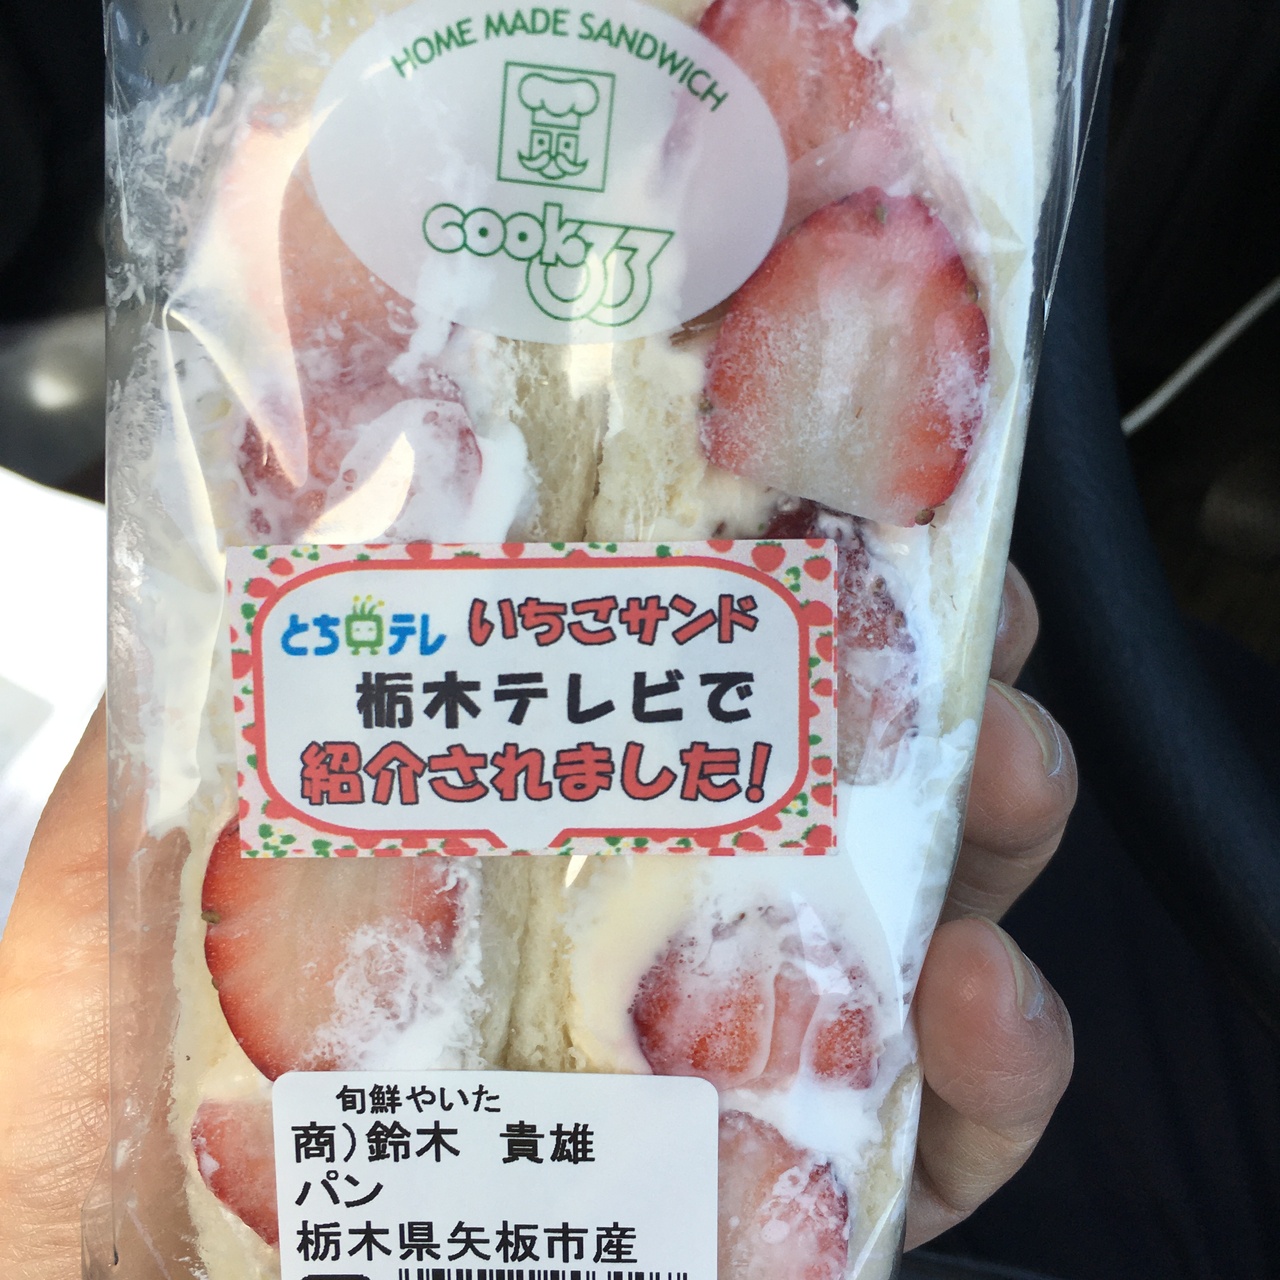 HOME MADE SANDWICH
cook33
とちテレ いちごサンド
栃木テレビで
紹介されました!
旬鮮やいた
商)鈴木 貴雄
パン
栃木県矢板市産